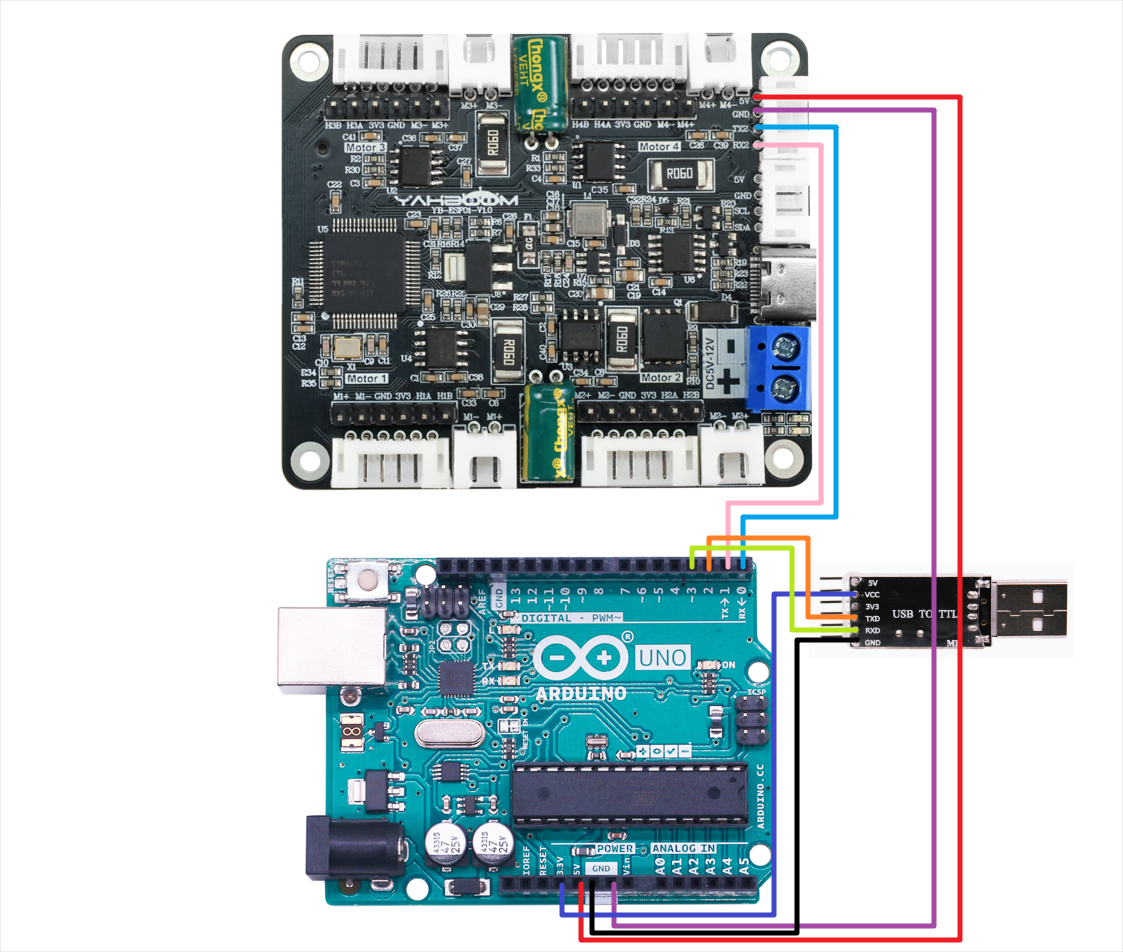 Chongx®
VEHT
M3+ M3-
M4+ M4-
H3B H3A 3V3 GND M3- M3+
H4B H4A 3V3 GND M4- M4+
5V
GND
TX2
RX2
Motor 3
Motor 4
R060
R060
5V
GND
SCL
SDA
YAHBOOM
YB-ESF01-V1.0
U5
R060
R060
DC5V-12V
- +
Motor 1
Motor 2
M1+ M1- GND 3V3 H1A H1B
M2+ M2- GND 3V3 H2A H2B
M1- M1+
M2- M2+
Chongx®
VEHT
RESET
AREF
GND
13
12
~11
~10
~9
8
7
~6
~5
4
~3
2
TX→1
RX←0
DIGITAL - PWM~
L
TX
RX
ARDUINO
UNO
ON
ICSP
RESET EN
ARDUINO.CC
47
25V
47
25V
POWER
ANALOG IN
IOREF
RESET
3.3V
5V
GND
Vin
A0
A1
A2
A3
A4
A5
5V
VCC
3V3
TXD
RXD
GND
USB TO TTL